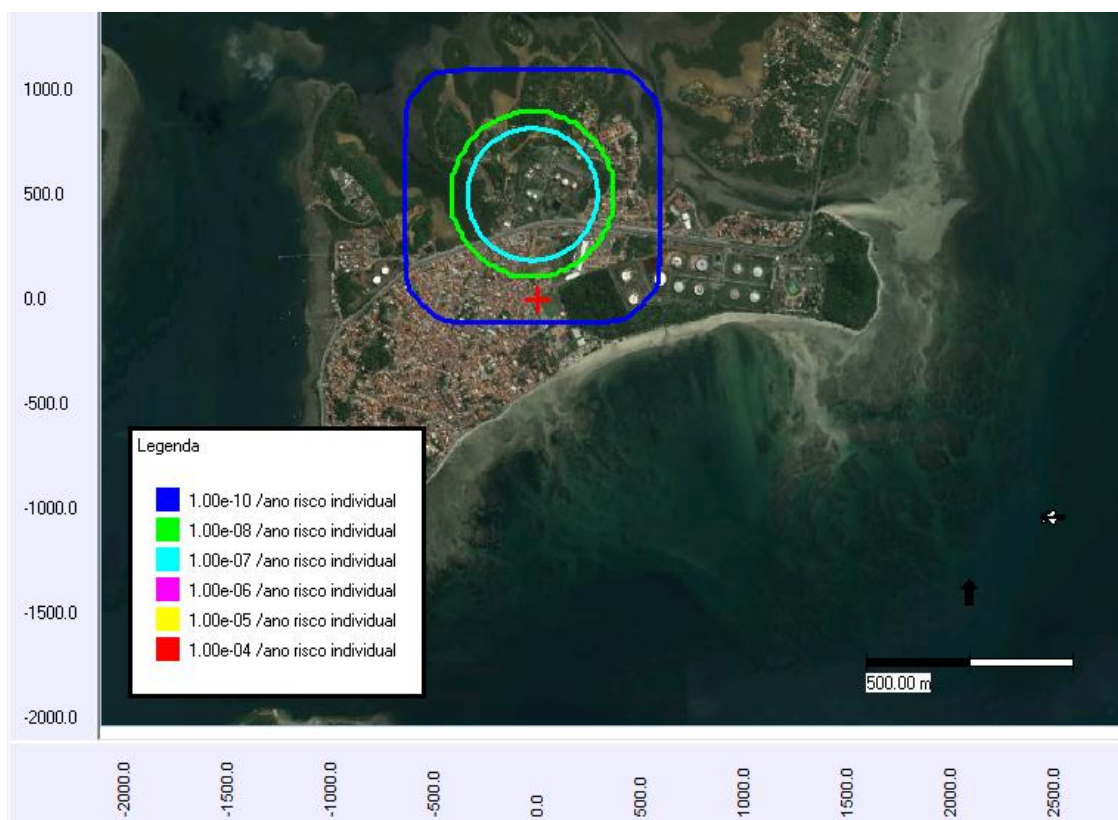 1000.0
500.0
0.0
-500.0
-1000.0
-1500.0
-2000.0
Legenda
1.00e-10 /ano risco individual
1.00e-08 /ano risco individual
1.00e-07 /ano risco individual
1.00e-06 /ano risco individual
1.00e-05 /ano risco individual
1.00e-04 /ano risco individual
500.00 m
-2000.0
-1500.0
-1000.0
-500.0
0.0
500.0
1000.0
1500.0
2000.0
2500.0